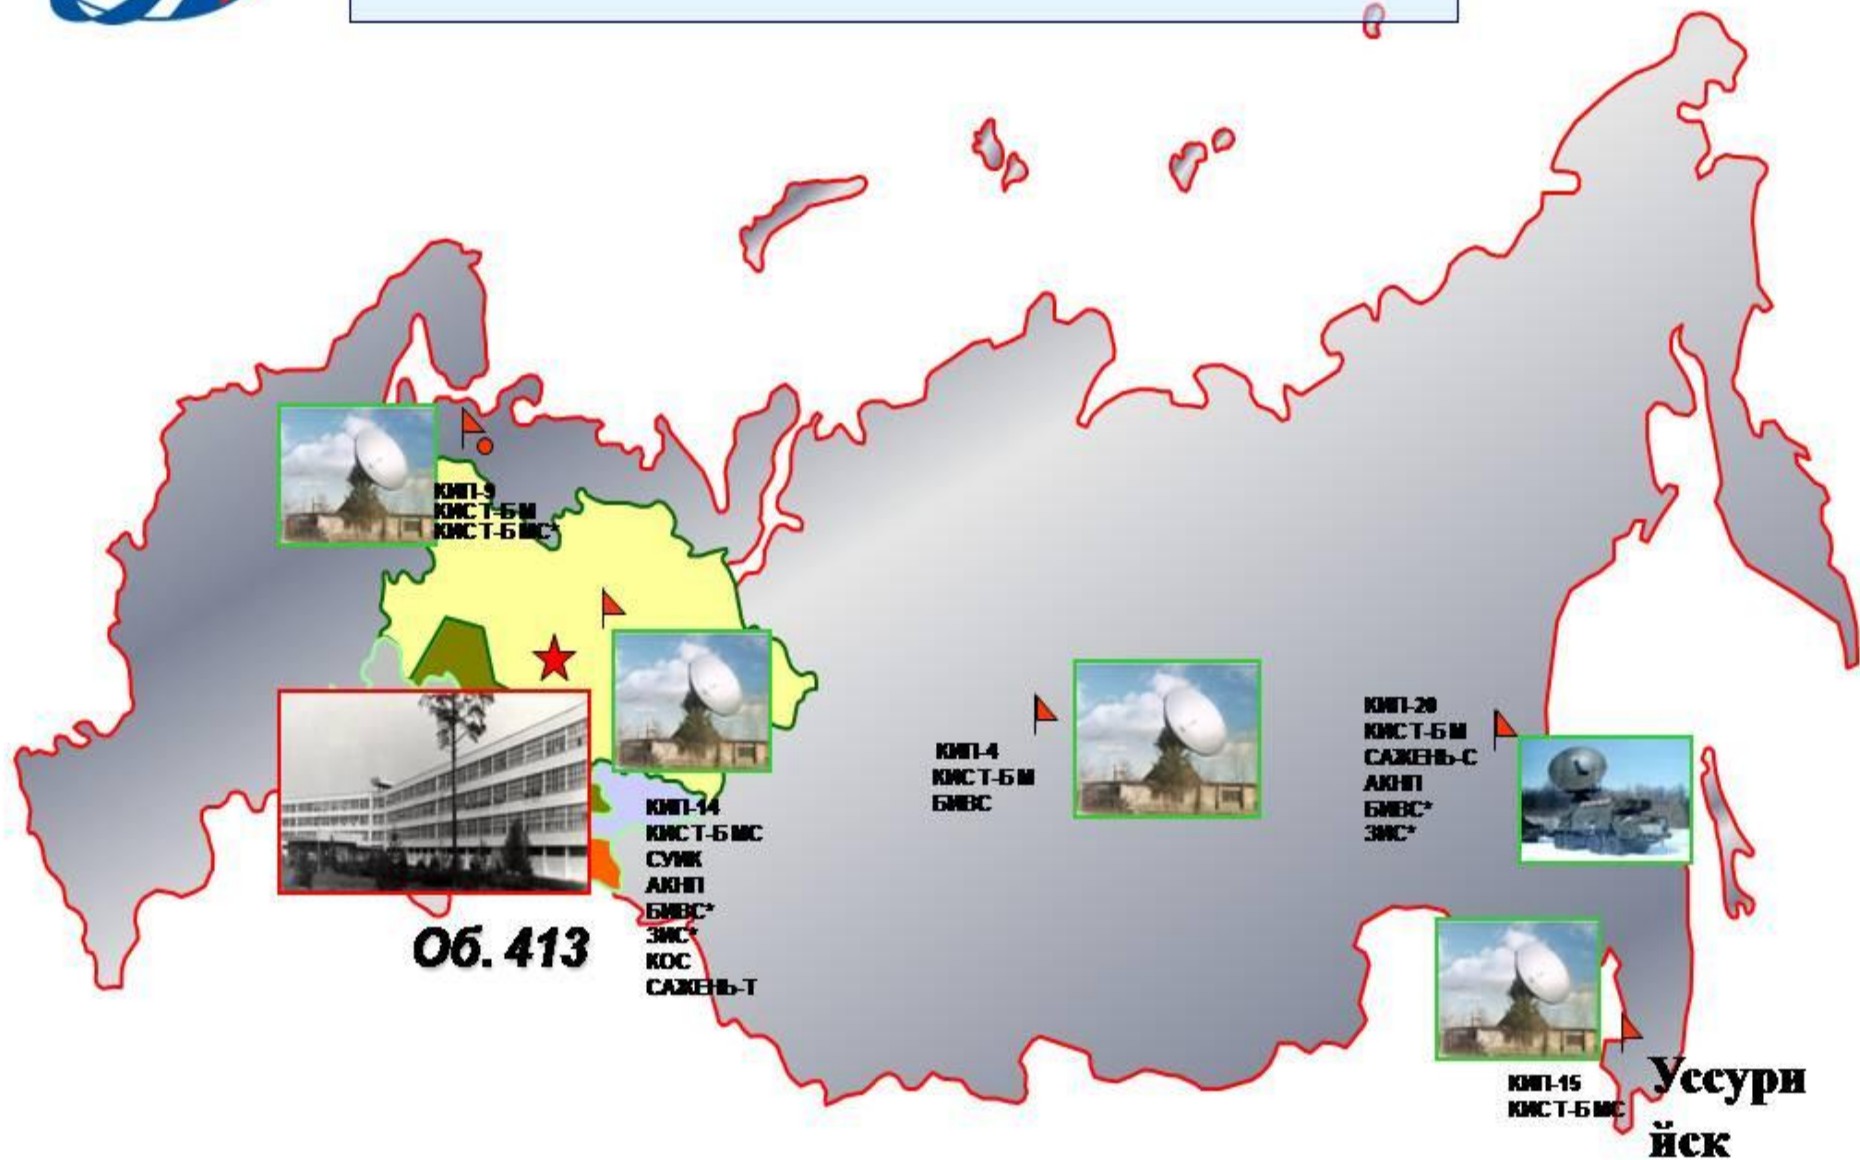 КИП-9
КИСТ-БМ
КИСТ-БМС*
Об. 413
КИП-14
КИСТ-БМС
СУИК
АКНП
БИВС*
ЗИС*
КОС
САЖЕНЬ-Т
КИП-4
КИСТ-БМ
БИВС
КИП-20
КИСТ-БМ
САЖЕНЬ-С
АКНП
БИВС*
ЗИС*
КИП-15
КИСТ-БМС
Уссури
йск